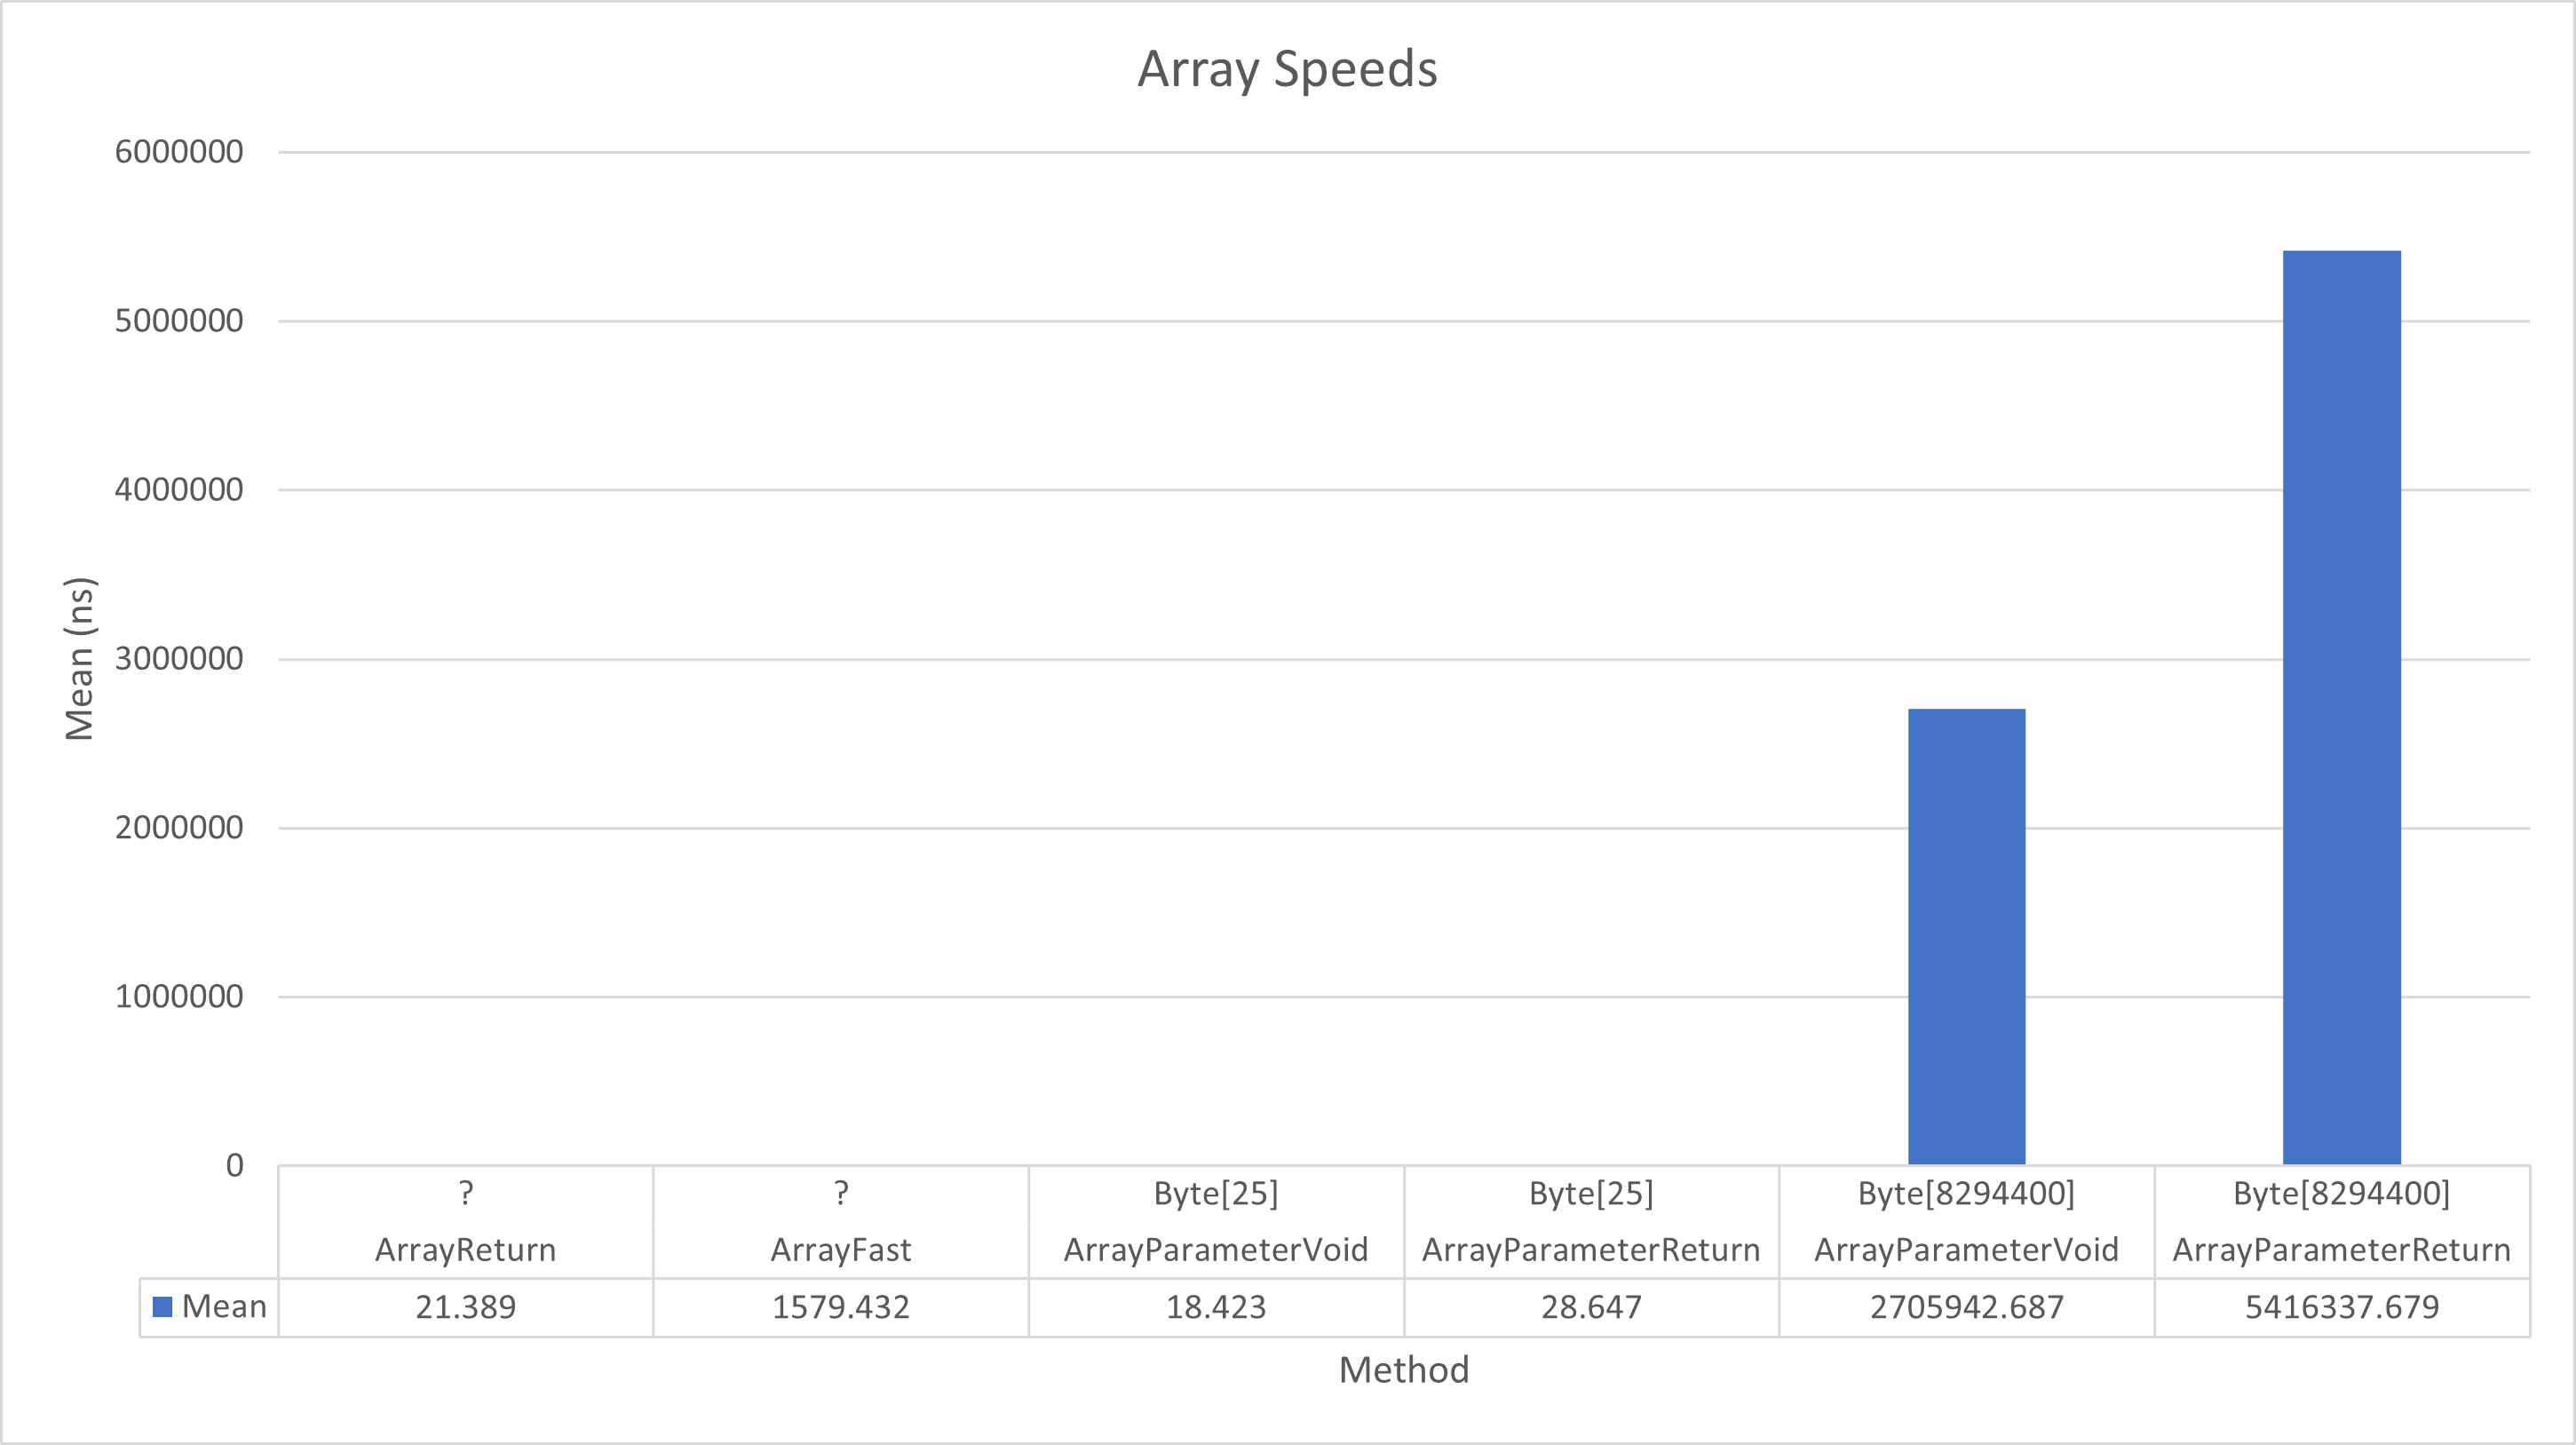 Array Speeds
6000000
5000000
4000000
3000000
2000000
1000000
0
Mean (ns)
? ? Byte[25] Byte[25] Byte[8294400] Byte[8294400]
ArrayReturn ArrayFast ArrayParameterVoid ArrayParameterReturn ArrayParameterVoid ArrayParameterReturn
Mean 21.389 1579.432 18.423 28.647 2705942.687 5416337.679
Method